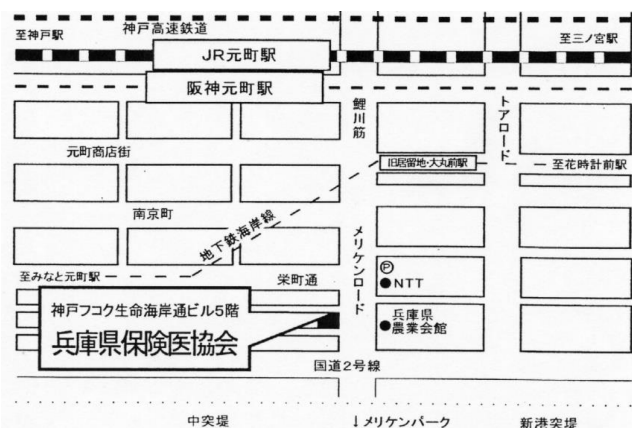 神戸高速鉄道
至神戸駅
至三ノ宮駅
JR元町駅
阪神元町駅
鯉川筋
トアロード
元町商店街
旧居留地・大丸前駅
至花時計前駅
南京町
地下鉄海岸線
メリケンロード
至みなと元町駅
栄町通
Ⓟ
NTT
神戸フコク生命海岸通ビル5階
兵庫県保険医協会
兵庫県
農業会館
国道2号線
中突堤
↓メリケンパーク
新港突堤